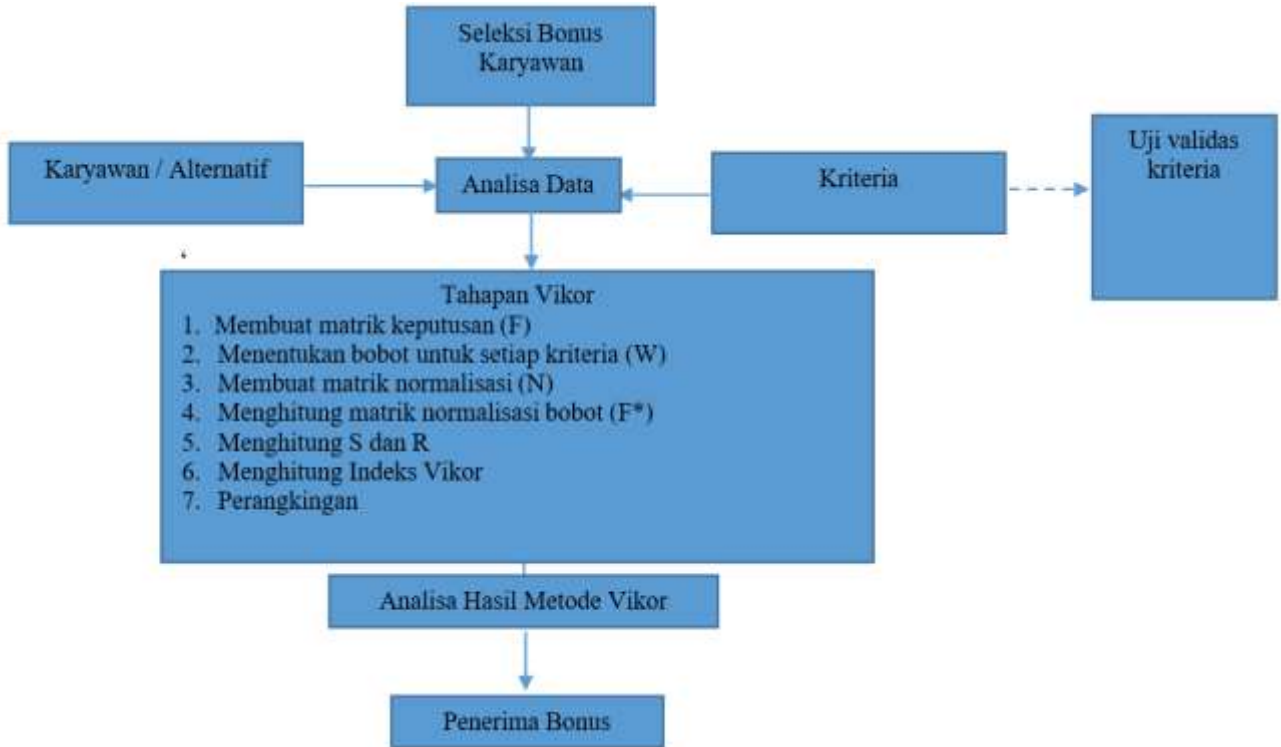 Seleksi Bonus
Karyawan
Karyawan / Alternatif
Analisa Data
Kriteria
Uji validas
kriteria
Tahapan Vikor
1. Membuat matrik keputusan (F)
2. Menentukan bobot untuk setiap kriteria (W)
3. Membuat matrik normalisasi (N)
4. Menghitung matrik normalisasi bobot (F*)
5. Menghitung S dan R
6. Menghitung Indeks Vikor
7. Perangkingan
Analisa Hasil Metode Vikor
Penerima Bonus